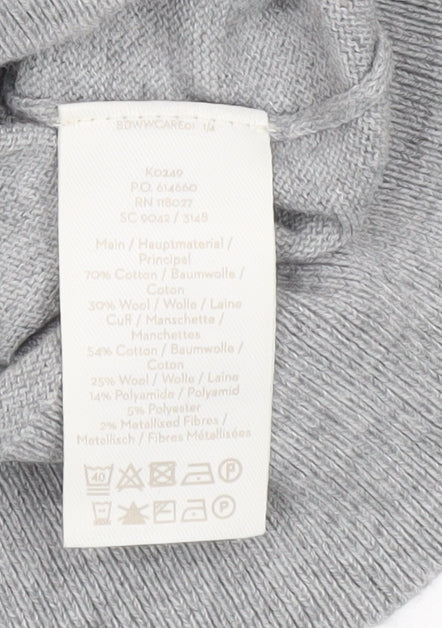 BDWWCARE01 1/4
K0249
P.O. 614660
RN 118027
SC 9042 / 3148
Main / Hauptmaterial /
Principal
70% Cotton / Baumwolle /
Coton
30% Wool / Wolle / Laine
Cuff / Manschette /
Manchettes
54% Cotton / Baumwolle /
Coton
25% Wool / Wolle / Laine
14% Polyamide / Polyamid
5% Polyester
2% Metallized Fibres /
Metallisch / Fibres Métallisées
40 P
P